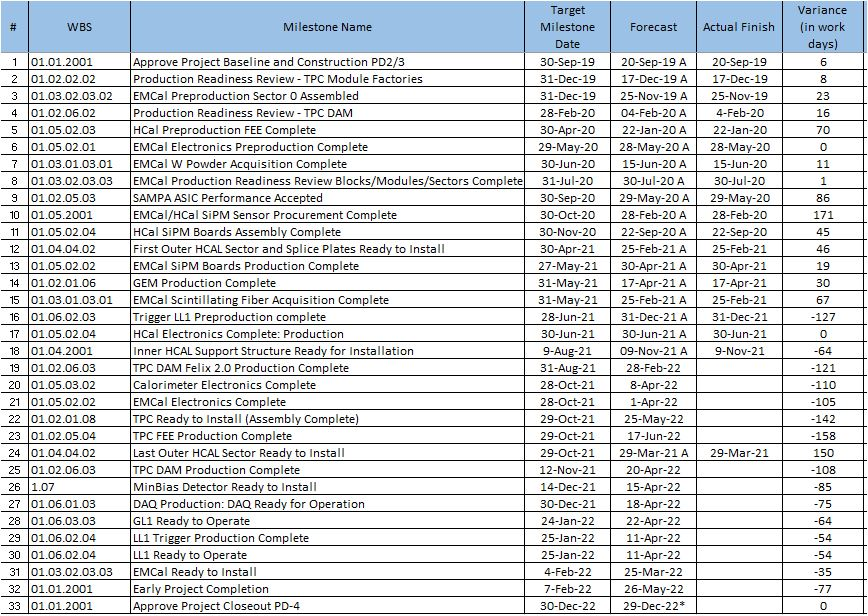 # WBS Milestone Name Target Milestone Date Forecast Actual Finish Variance (in work days)
1 01.01.2001 Approve Project Baseline and Construction PD2/3 30-Sep-19 20-Sep-19 A 20-Sep-19 6
2 01.02.02.02 Production Readiness Review - TPC Module Factories 31-Dec-19 17-Dec-19 A 17-Dec-19 8
3 01.03.02.03.02 EMCal Preproduction Sector 0 Assembled 31-Dec-19 25-Nov-19 A 25-Nov-19 23
4 01.02.06.02 Production Readiness Review - TPC DAM 28-Feb-20 04-Feb-20 A 4-Feb-20 16
5 01.05.02.03 HCal Preproduction FEE Complete 30-Apr-20 22-Jan-20 A 22-Jan-20 70
6 01.05.02.01 EMCal Electronics Preproduction Complete 29-May-20 28-May-20 A 28-May-20 0
7 01.03.01.03.01 EMCal W Powder Acquisition Complete 30-Jun-20 15-Jun-20 A 15-Jun-20 11
8 01.03.02.03.03 EMCal Production Readiness Review Blocks/Modules/Sectors Complete 31-Jul-20 30-Jul-20 A 30-Jul-20 1
9 01.02.05.03 SAMPA ASIC Performance Accepted 30-Sep-20 29-May-20 A 29-May-20 86
10 01.05.2001 EMCal/HCal SiPM Sensor Procurement Complete 30-Oct-20 28-Feb-20 A 28-Feb-20 171
11 01.05.02.04 HCal SiPM Boards Assembly Complete 30-Nov-20 22-Sep-20 A 22-Sep-20 45
12 01.04.04.02 First Outer HCAL Sector and Splice Plates Ready to Install 30-Apr-21 25-Feb-21 A 25-Feb-21 46
13 01.05.02.02 EMCal SiPM Boards Production Complete 27-May-21 30-Apr-21 A 30-Apr-21 19
14 01.02.01.06 GEM Production Complete 31-May-21 17-Apr-21 A 17-Apr-21 30
15 01.03.01.03.01 EMCal Scintillating Fiber Acquisition Complete 31-May-21 25-Feb-21 A 25-Feb-21 67
16 01.06.02.03 Trigger LL1 Preproduction complete 28-Jun-21 31-Dec-21 A 31-Dec-21 -127
17 01.05.02.04 HCal Electronics Complete: Production 30-Jun-21 30-Jun-21 A 30-Jun-21 0
18 01.04.2001 Inner HCAL Support Structure Ready for Installation 9-Aug-21 09-Nov-21 A 9-Nov-21 -64
19 01.02.06.03 TPC DAM Felix 2.0 Production Complete 31-Aug-21 28-Feb-22 -121
20 01.05.03.02 Calorimeter Electronics Complete 28-Oct-21 8-Apr-22 -110
21 01.05.02.02 EMCal Electronics Complete 28-Oct-21 1-Apr-22 -105
22 01.02.01.08 TPC Ready to Install (Assembly Complete) 29-Oct-21 25-May-22 -142
23 01.02.05.04 TPC FEE Production Complete 29-Oct-21 17-Jun-22 -158
24 01.04.04.02 Last Outer HCAL Sector Ready to Install 29-Oct-21 29-Mar-21 A 29-Mar-21 150
25 01.02.06.03 TPC DAM Production Complete 12-Nov-21 20-Apr-22 -108
26 1.07 MinBias Detector Ready to Install 14-Dec-21 15-Apr-22 -85
27 01.06.01.03 DAQ Production: DAQ Ready for Operation 30-Dec-21 18-Apr-22 -75
28 01.06.03.03 GL1 Ready to Operate 24-Jan-22 22-Apr-22 -64
29 01.06.02.04 LL1 Trigger Production Complete 25-Jan-22 11-Apr-22 -54
30 01.06.02.04 LL1 Ready to Operate 25-Jan-22 11-Apr-22 -54
31 01.03.02.03.03 EMCal Ready to Install 4-Feb-22 25-Mar-22 -35
32 01.01.2001 Early Project Completion 7-Feb-22 26-May-22 -77
33 01.01.2001 Approve Project Closeout PD-4 30-Dec-22 29-Dec-22* 0